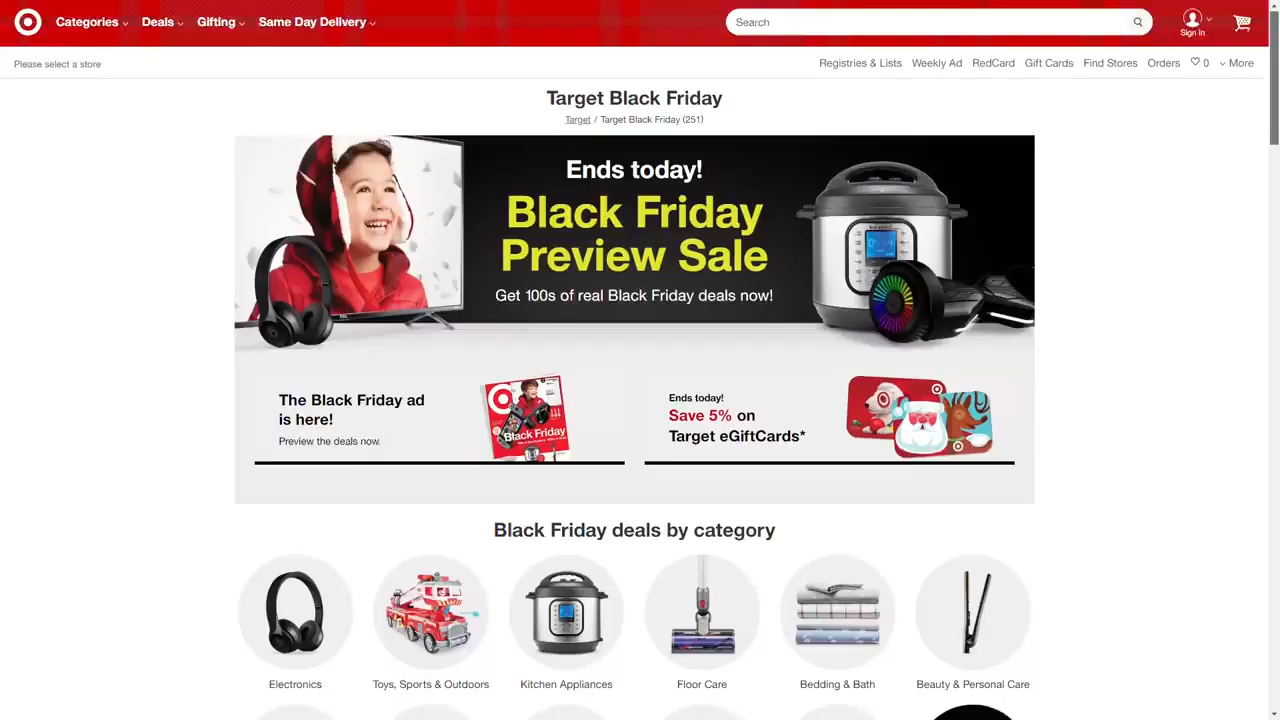 Categories
Deals
Gifting
Same Day Delivery
Search
Sign In
Please select a store
Registries & Lists
Weekly Ad
RedCard
Gift Cards
Find Stores
Orders
0
More
Target Black Friday
Target / Target Black Friday (251)
Ends today!
Black Friday
Preview Sale
Get 100s of real Black Friday deals now!
The Black Friday ad
is here!
Preview the deals now.
Black Friday
Ends today!
Save 5% on
Target eGiftCards*
Black Friday deals by category
Electronics
Toys, Sports & Outdoors
Kitchen Appliances
Floor Care
Bedding & Bath
Beauty & Personal Care